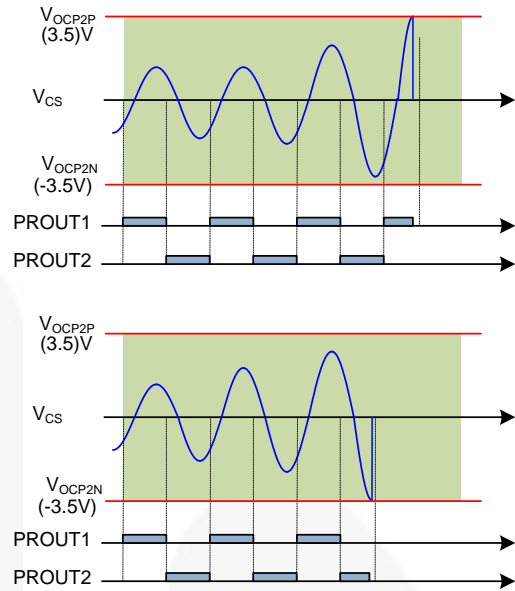 VOCP2P
(3.5)V
VCS
VOCP2N
(-3.5V)
PROUT1
PROUT2
VOCP2P
(3.5)V
VCS
VOCP2N
(-3.5V)
PROUT1
PROUT2